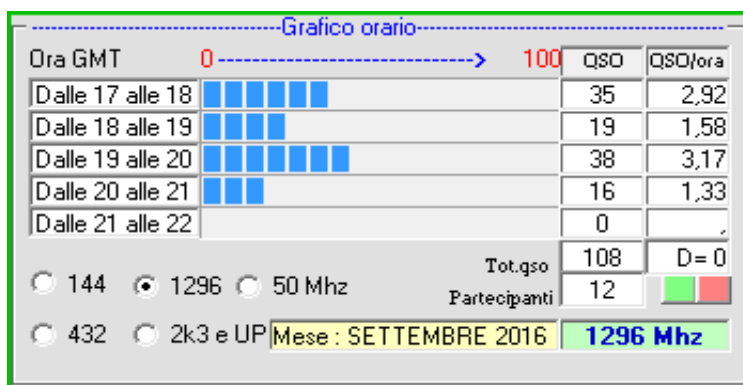 Grafico orario
Ora GMT 0 ----------------------------> 100 QSO QSO/ora
Dalle 17 alle 18 35 2,92
Dalle 18 alle 19 19 1,58
Dalle 19 alle 20 38 3,17
Dalle 20 alle 21 16 1,33
Dalle 21 alle 22 0 ,
Tot.qso 108 D= 0
144 1296 50 Mhz
Partecipanti 12
432 2k3 e UP Mese : SETTEMBRE 2016 1296 Mhz